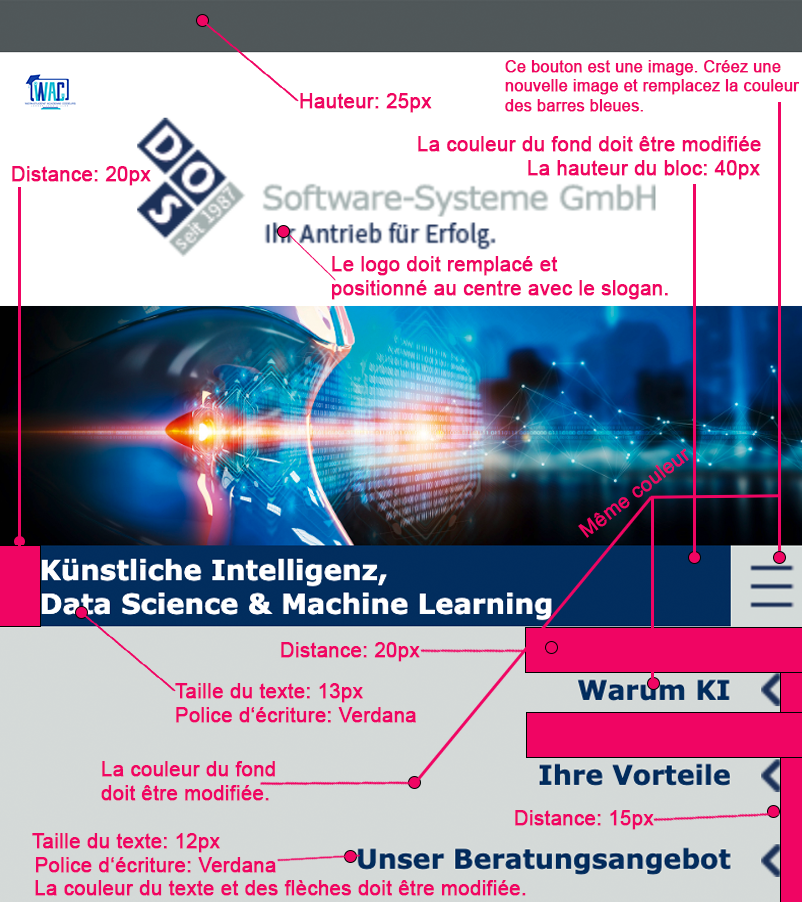 WAC
Hauteur: 25px
Ce bouton est une image. Créez une
nouvelle image et remplacez la couleur
des barres bleues.
La couleur du fond doit être modifiée
La hauteur du bloc: 40px
Distance: 20px
DOS
seit 1987
Software-Systeme GmbH
Ihr Antrieb für Erfolg.
Le logo doit remplacé et
positionné au centre avec le slogan.
Même couleur
Künstliche Intelligenz,
Data Science & Machine Learning
Distance: 20px
Warum KI
Taille du texte: 13px
Police d'écriture: Verdana
La couleur du fond
doit être modifiée.
Ihre Vorteile
Distance: 15px
Taille du texte: 12px
Police d'écriture: Verdana
Unser Beratungsangebot
La couleur du texte et des flèches doit être modifiée.